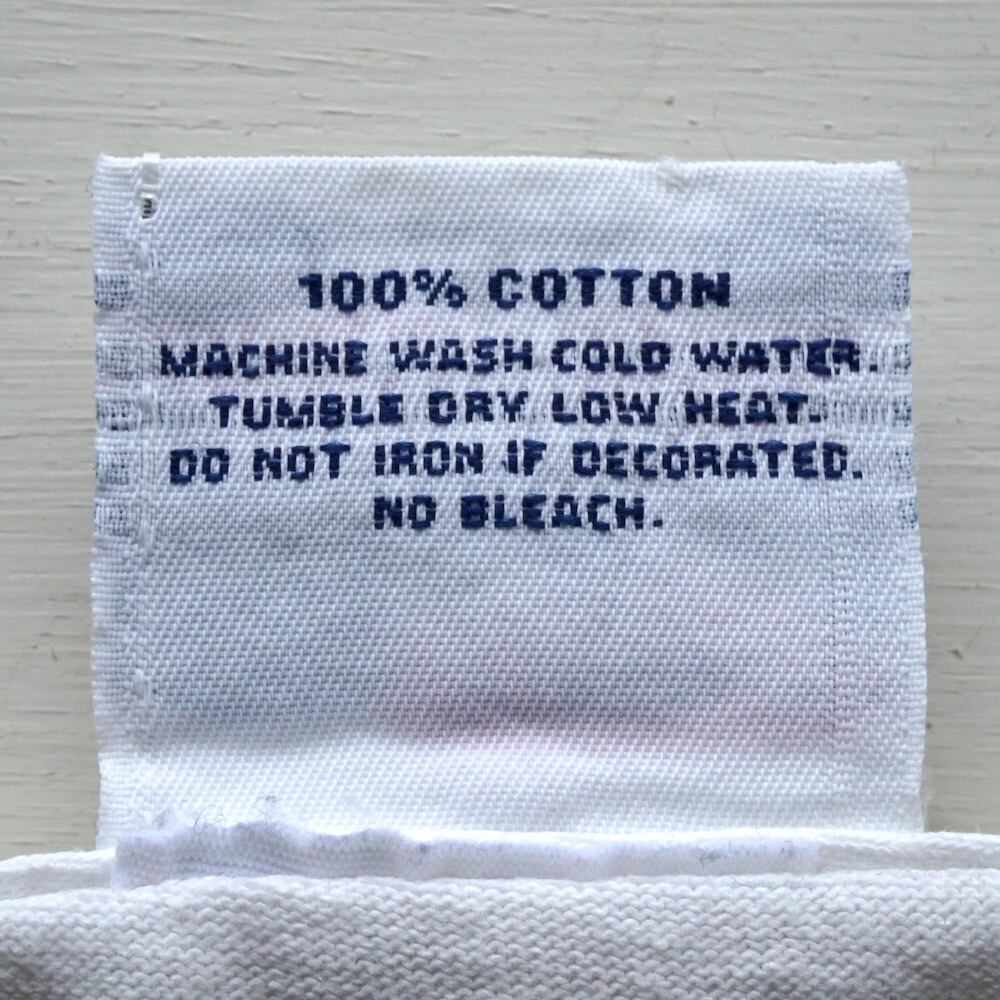 100% COTTON
MACHINE WASH COLD WATER.
TUMBLE DRY LOW HEAT.
DO NOT IRON IF DECORATED.
NO BLEACH.